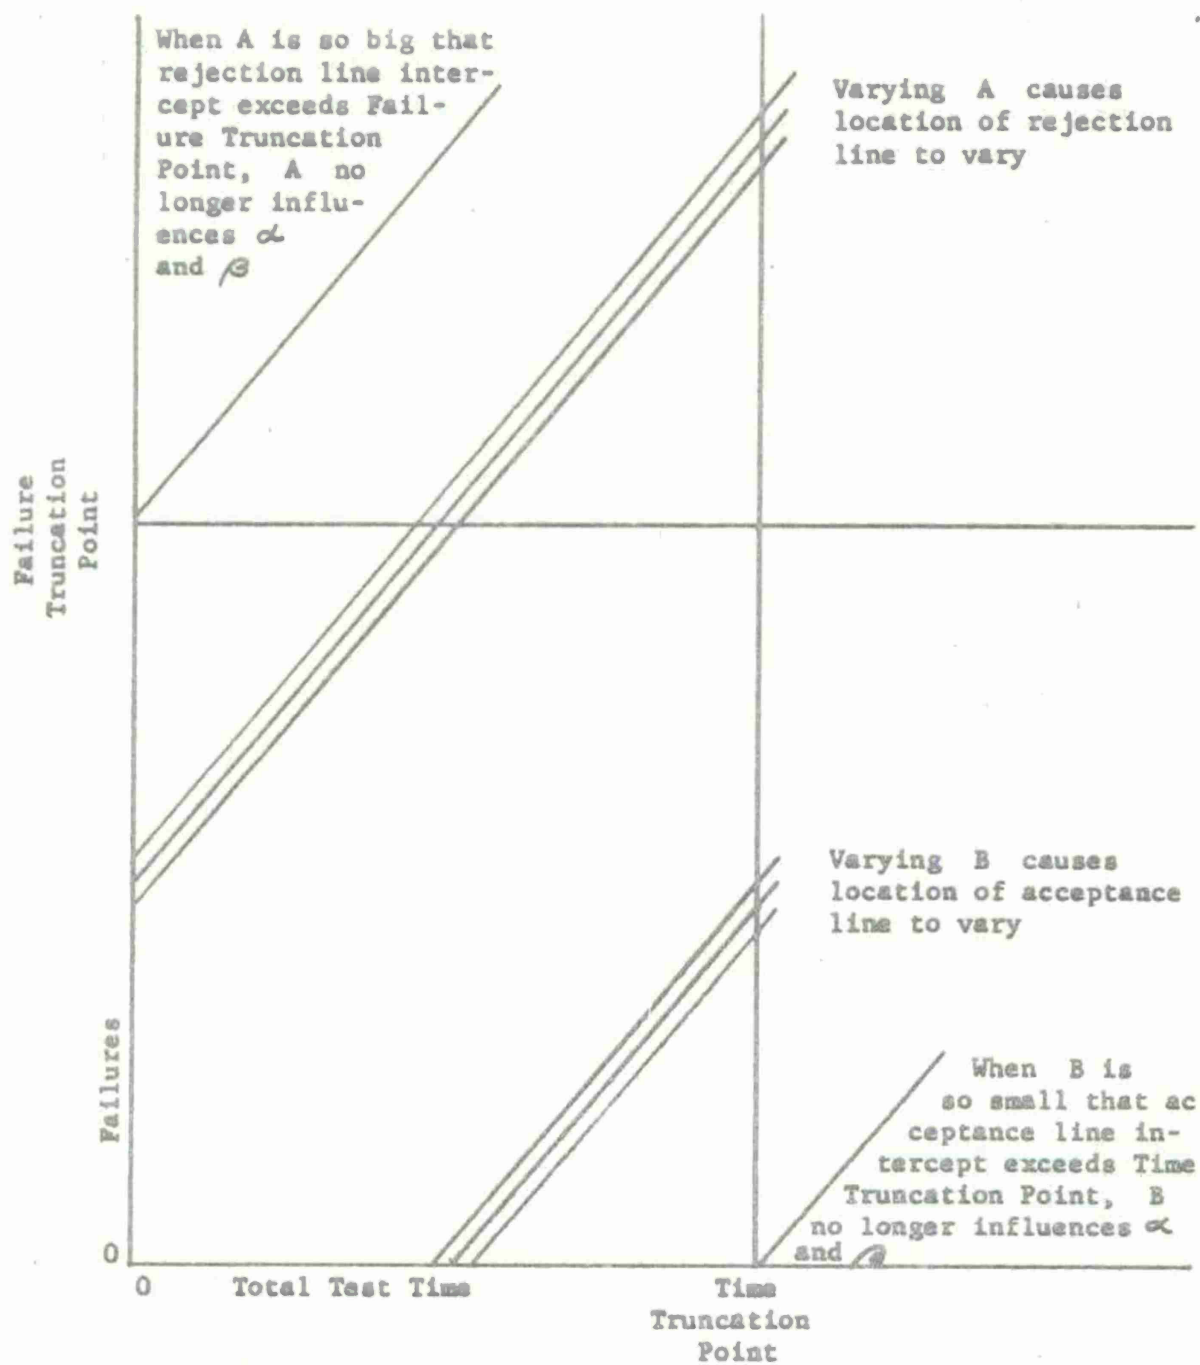 When A is so big that
rejection line inter-
cept exceeds Fail-
ure Truncation
Point, A no
longer influ-
ences α
and β
Varying A causes
location of rejection
line to vary
Failure
Truncation
Point
Varying B causes
location of acceptance
line to vary
Failures
When B is
so small that ac
ceptance line in-
tercept exceeds Time
Truncation Point, B
no longer influences α
and β
0
0
Total Test Time
Time
Truncation
Point